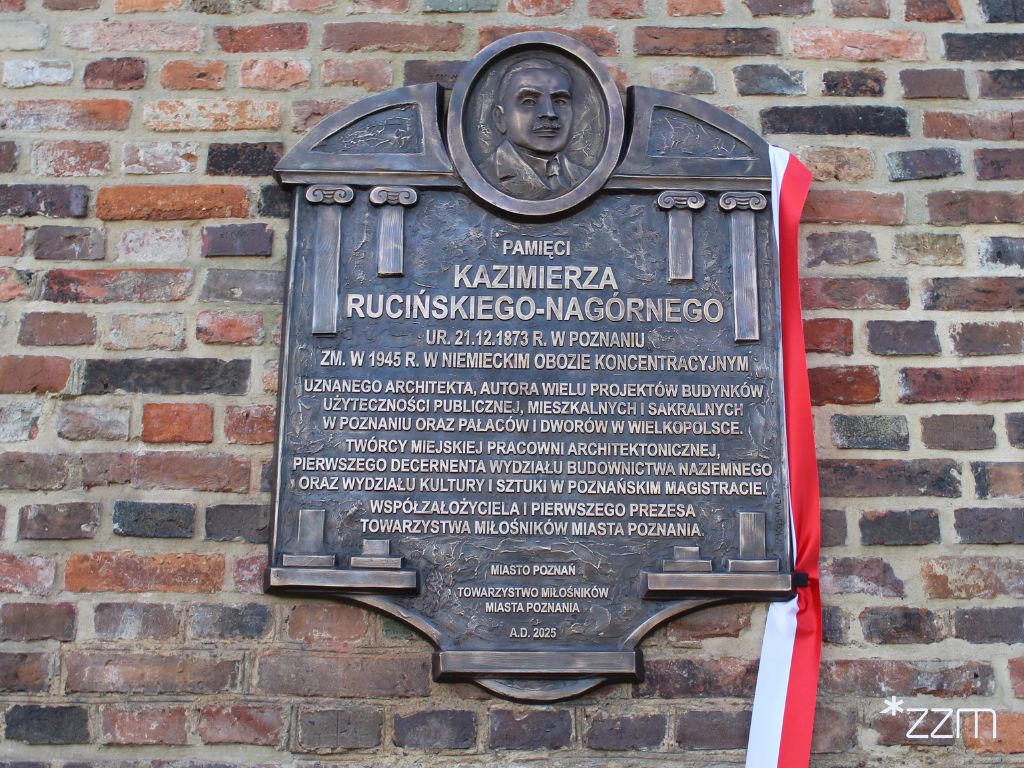 PAMIĘCI
KAZIMIERZA
RUCIŃSKIEGO-NAGÓRNEGO
UR. 21.12.1873 R. W POZNANIU
ZM. W 1945 R. W NIEMIECKIM OBOZIE KONCENTRACYJNYM
UZNANEGO ARCHITEKTA, AUTORA WIELU PROJEKTÓW BUDYNKÓW
UŻYTECZNOŚCI PUBLICZNEJ, MIESZKALNYCH I SAKRALNYCH
W POZNANIU ORAZ PAŁACÓW I DWORÓW W WIELKOPOLSCE.
TWÓRCY MIEJSKIEJ PRACOWNI ARCHITEKTONICZNEJ,
PIERWSZEGO DECERNENTA WYDZIAŁU BUDOWNICTWA NAZIEMNEGO
ORAZ WYDZIAŁU KULTURY I SZTUKI W POZNAŃSKIM MAGISTRACIE.
WSPÓŁZAŁOŻYCIELA I PIERWSZEGO PREZESA
TOWARZYSTWA MIŁOŚNIKÓW MIASTA POZNANIA.
MIASTO POZNAŃ
TOWARZYSTWO MIŁOŚNIKÓW
MIASTA POZNANIA
A.D. 2025
*zzm